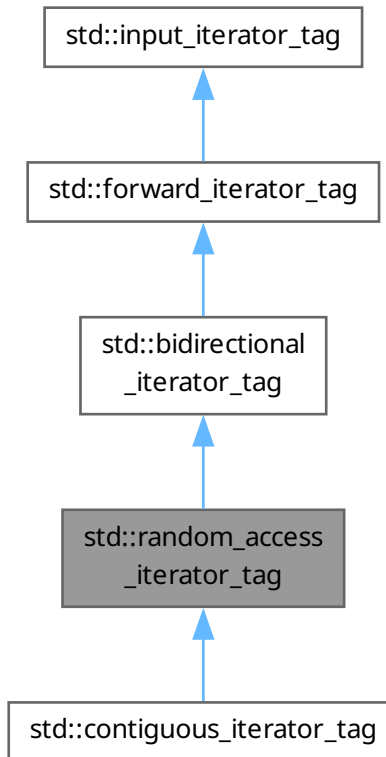 std::input_iterator_tag
std::forward_iterator_tag
std::bidirectional
_iterator_tag
std::random_access
_iterator_tag
std::contiguous_iterator_tag